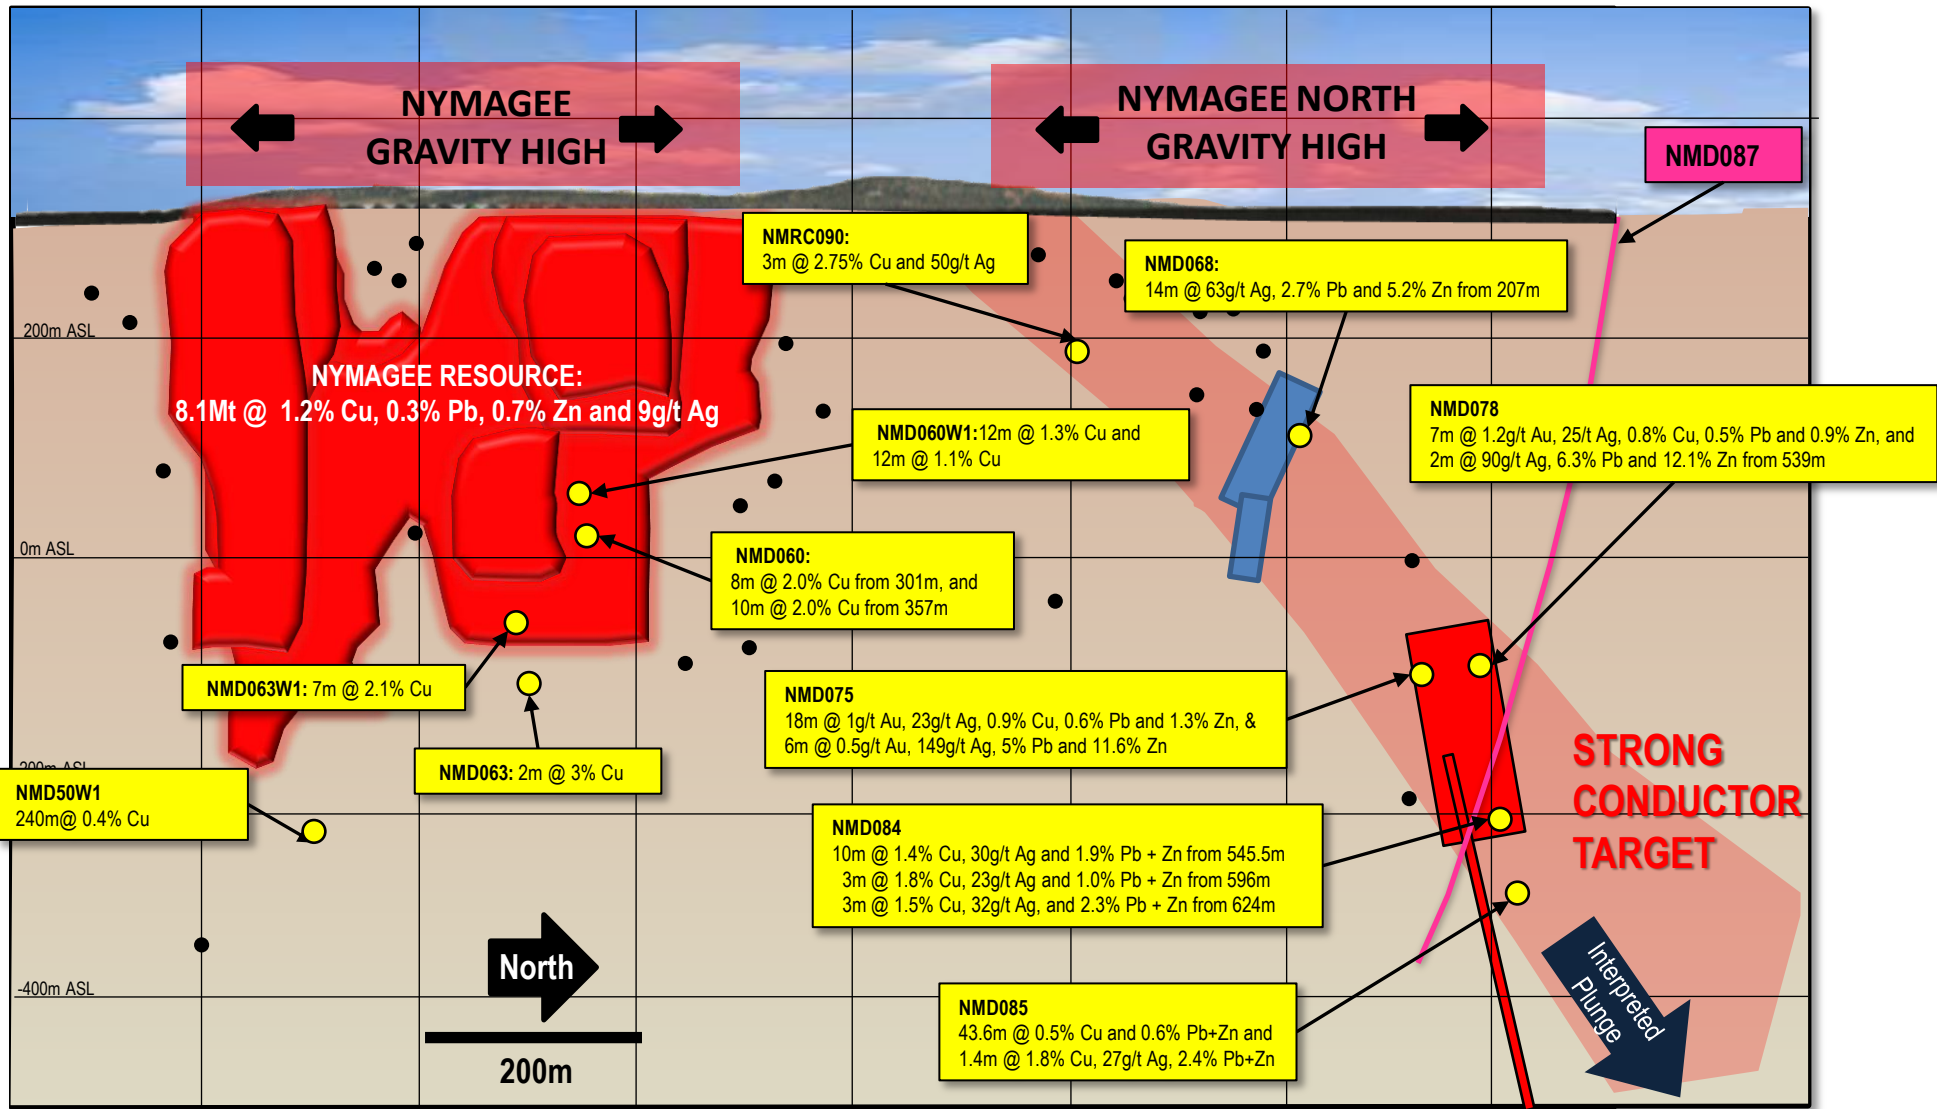 NYMAGEE
GRAVITY HIGH
NYMAGEE NORTH
GRAVITY HIGH
NMD087
NMRC090:
3m @ 2.75% Cu and 50g/t Ag
NMD068:
14m @ 63g/t Ag, 2.7% Pb and 5.2% Zn from 207m
200m ASL
NYMAGEE RESOURCE:
8.1Mt @ 1.2% Cu, 0.3% Pb, 0.7% Zn and 9g/t Ag
NMD060W1:12m @ 1.3% Cu and
12m @ 1.1% Cu
NMD078
7m @ 1.2g/t Au, 25/t Ag, 0.8% Cu, 0.5% Pb and 0.9% Zn, and
2m @ 90g/t Ag, 6.3% Pb and 12.1% Zn from 539m
0m ASL
NMD060:
8m @ 2.0% Cu from 301m, and
10m @ 2.0% Cu from 357m
NMD063W1: 7m @ 2.1% Cu
NMD075
18m @ 1g/t Au, 23g/t Ag, 0.9% Cu, 0.6% Pb and 1.3% Zn, &
6m @ 0.5g/t Au, 149g/t Ag, 5% Pb and 11.6% Zn
NMD063: 2m @ 3% Cu
200m ASL
NMD50W1
240m@ 0.4% Cu
STRONG
CONDUCTOR
TARGET
NMD084
10m @ 1.4% Cu, 30g/t Ag and 1.9% Pb + Zn from 545.5m
3m @ 1.8% Cu, 23g/t Ag and 1.0% Pb + Zn from 596m
3m @ 1.5% Cu, 32g/t Ag, and 2.3% Pb + Zn from 624m
North
-400m ASL
200m
NMD085
43.6m @ 0.5% Cu and 0.6% Pb+Zn and
1.4m @ 1.8% Cu, 27g/t Ag, 2.4% Pb+Zn
Interpreted
Plunge